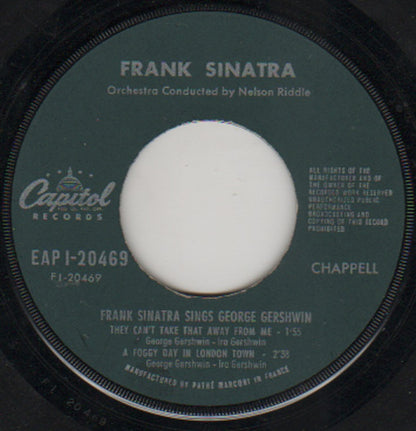 FRANK SINATRA
Orchestra Conducted by Nelson Riddle
Capitol
RECORDS
ALL RIGHTS OF THE
MANUFACTURER AND OF
THE OWNER OF THE
RECORDED WORK RESERVED
UNAUTHORIZED PUBLIC
PERFORMANCE
BROADCASTING AND
COPYING OF THIS RECORD
PROHIBITED
EAP 1-20469
F1-20469
CHAPPELL
FRANK SINATRA SINGS GEORGE GERSHWIN
THEY CAN'T TAKE THAT AWAY FROM ME - 1:55
George Gershwin - Ira Gershwin
A FOGGY DAY IN LONDON TOWN - 2'38
George Gershwin - Ira Gershwin
MANUFACTURED BY PATHÉ MARCONI IN FRANCE
F1 20469